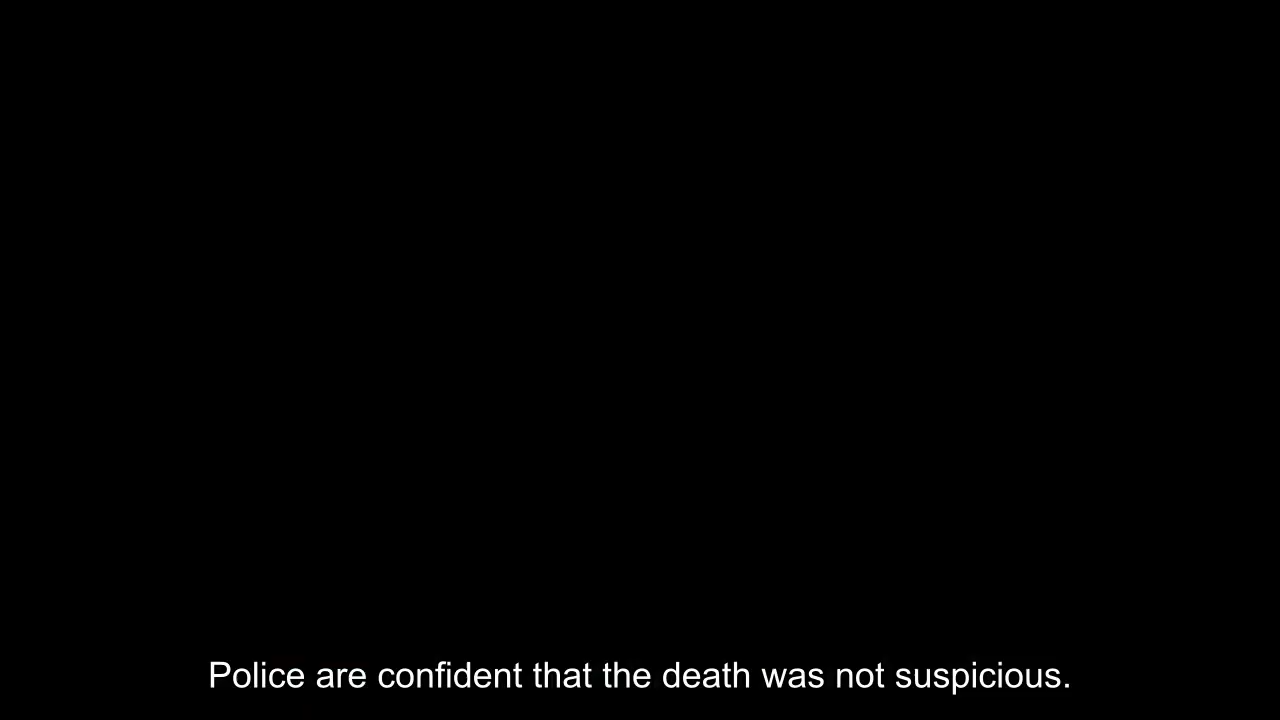 Police are confident that the death was not suspicious.